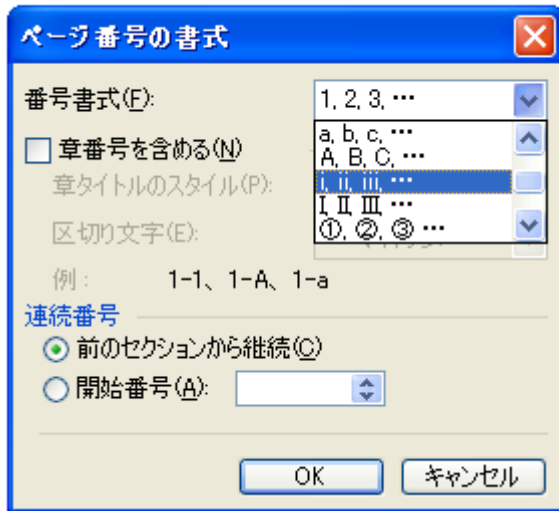 ページ番号の書式
番号書式(F):
1, 2, 3, …
a, b, c, …
A, B, C, …
i, ii, iii, …
I, II, III, …
①, ②, ③ …
章番号を含める(N)
章タイトルのスタイル(P):
区切り文字(E):
例: 1-1、1-A、1-a
連続番号
前のセクションから継続(C)
開始番号(A):
OK キャンセル